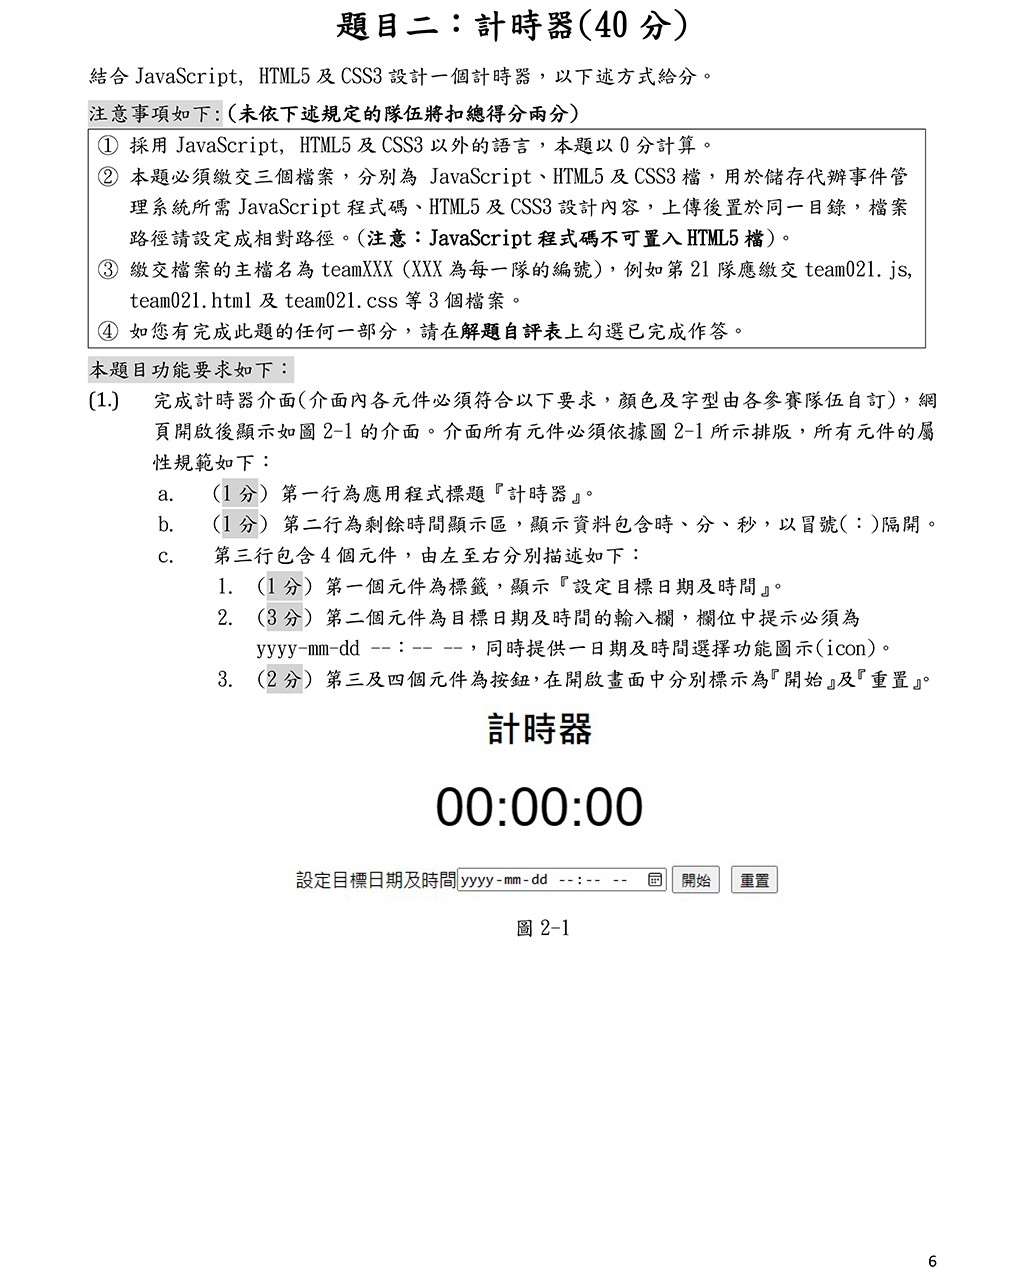 題目二：計時器(40 分)
結合 JavaScript, HTML5 及 CSS3 設計一個計時器，以下述方式給分。
注意事項如下:(未依下述規定的隊伍將扣總得分兩分)
① 採用 JavaScript, HTML5 及 CSS3 以外的語言，本題以 0 分計算。
② 本題必須繳交三個檔案，分別為 JavaScript、HTML5 及 CSS3 檔，用於儲存代辦事件管
理系統所需 JavaScript 程式碼、HTML5 及 CSS3 設計內容，上傳後置於同一目錄，檔案
路徑請設定成相對路徑。(注意：JavaScript 程式碼不可置入 HTML5 檔)。
③ 繳交檔案的主檔名為 teamXXX (XXX 為每一隊的編號)，例如第 21 隊應繳交 team021.js,
team021.html 及 team021.css 等 3 個檔案。
④ 如您有完成此題的任何一部分，請在解題自評表上勾選已完成作答。
本題目功能要求如下：
(1.) 完成計時器介面(介面內各元件必須符合以下要求，顏色及字型由各參賽隊伍自訂)，網
頁開啟後顯示如圖 2-1 的介面。介面所有元件必須依據圖 2-1 所示排版，所有元件的屬
性規範如下：
a. (1 分) 第一行為應用程式標題『計時器』。
b. (1 分) 第二行為剩餘時間顯示區，顯示資料包含時、分、秒，以冒號(：)隔開。
c. 第三行包含 4 個元件，由左至右分別描述如下：
1. (1 分) 第一個元件為標籤，顯示『設定目標日期及時間』。
2. (3 分) 第二個元件為目標日期及時間的輸入欄，欄位中提示必須為
yyyy-mm-dd --：-- --，同時提供一日期及時間選擇功能圖示(icon)。
3. (2 分) 第三及四個元件為按鈕，在開啟畫面中分別標示為『開始』及『重置』。
計時器
00:00:00
設定目標日期及時間 yyyy-mm-dd --:-- -- 開始 重置
圖 2-1
6